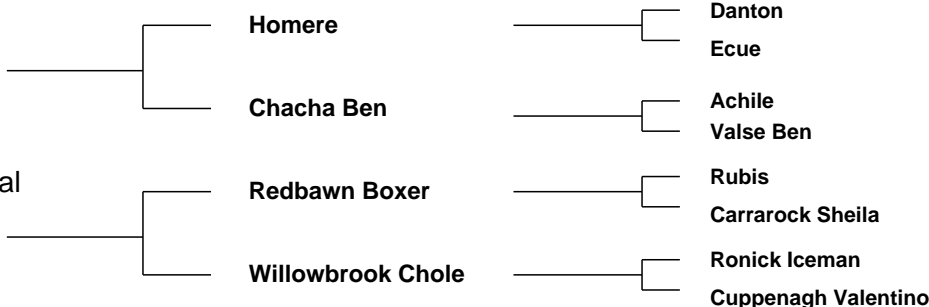 Danton
Homere
Ecue
Achile
Chacha Ben
Valse Ben
al
Rubis
Redbawn Boxer
Carrarock Sheila
Ronick Iceman
Willowbrook Chole
Cuppenagh Valentino